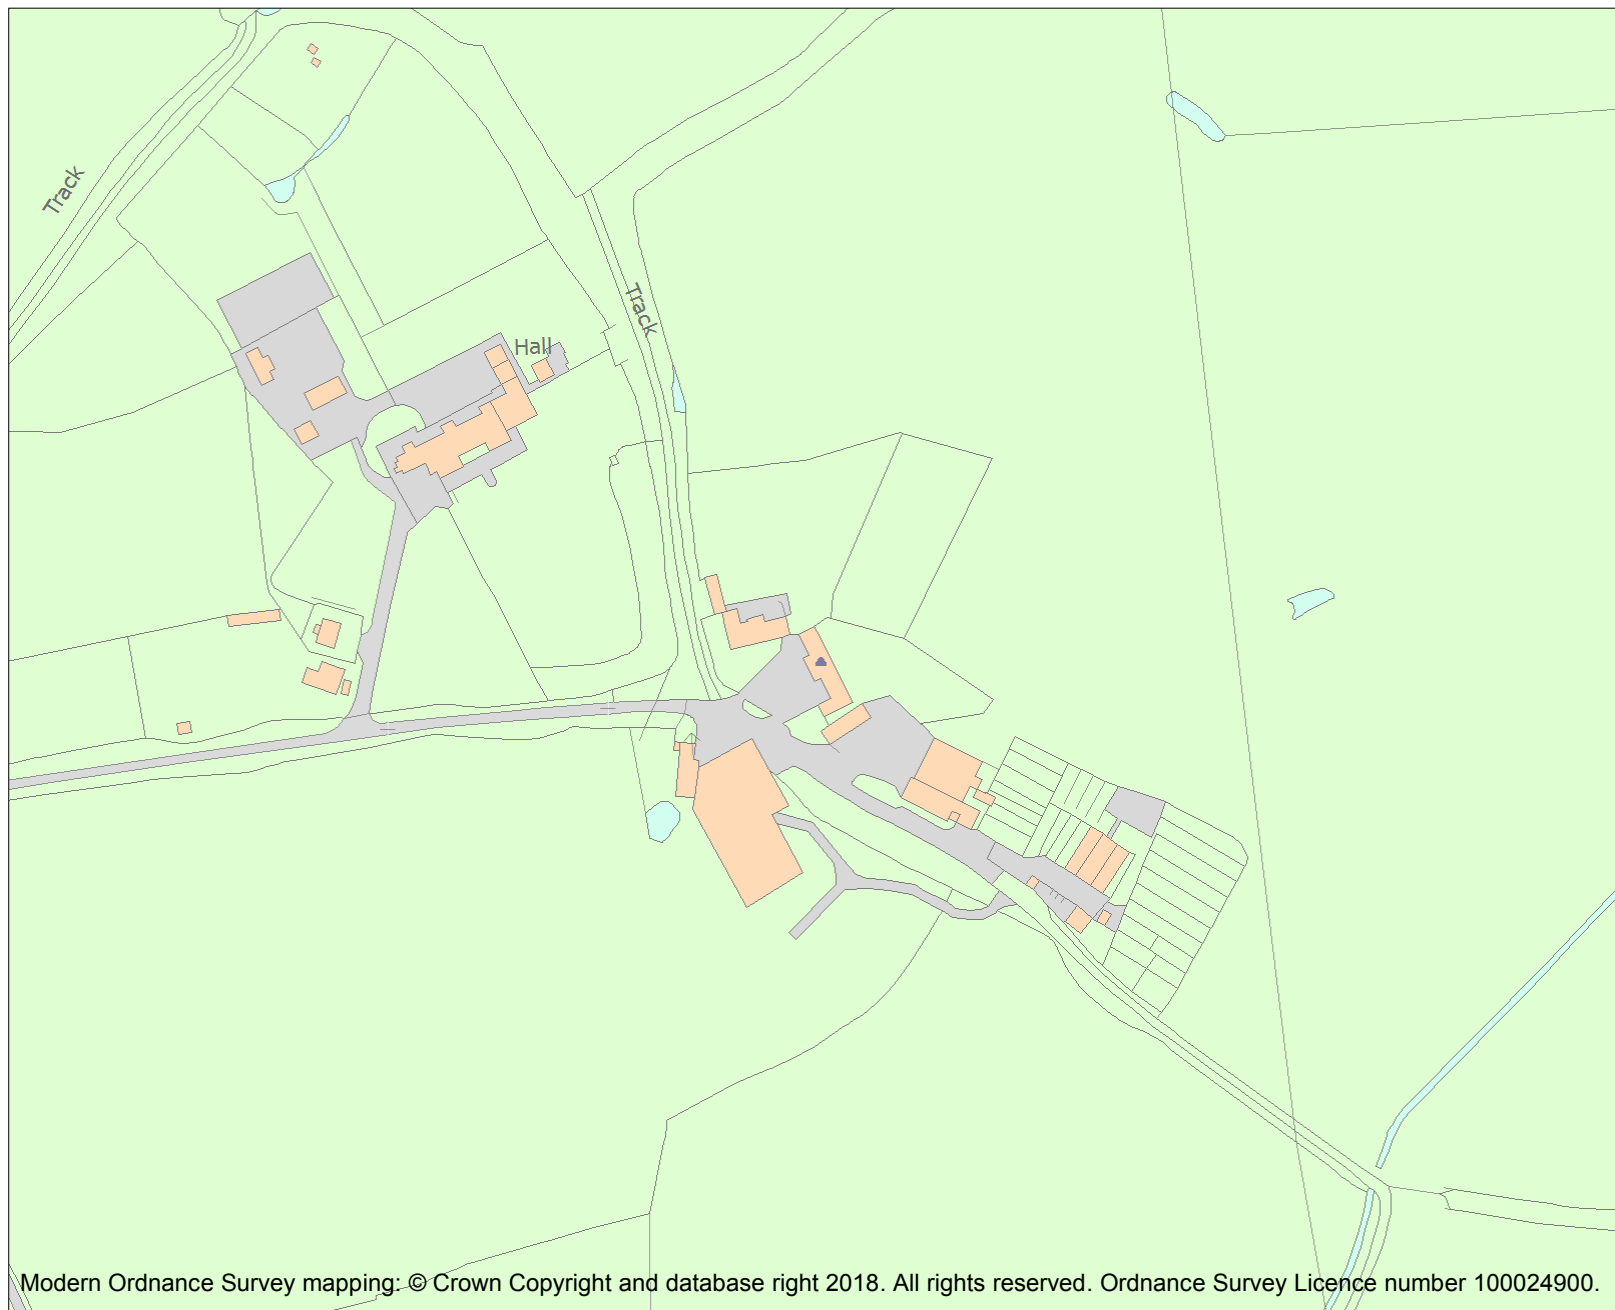 Track
Track
Hall
Modern Ordnance Survey mapping: © Crown Copyright and database right 2018. All rights reserved. Ordnance Survey Licence number 100024900.